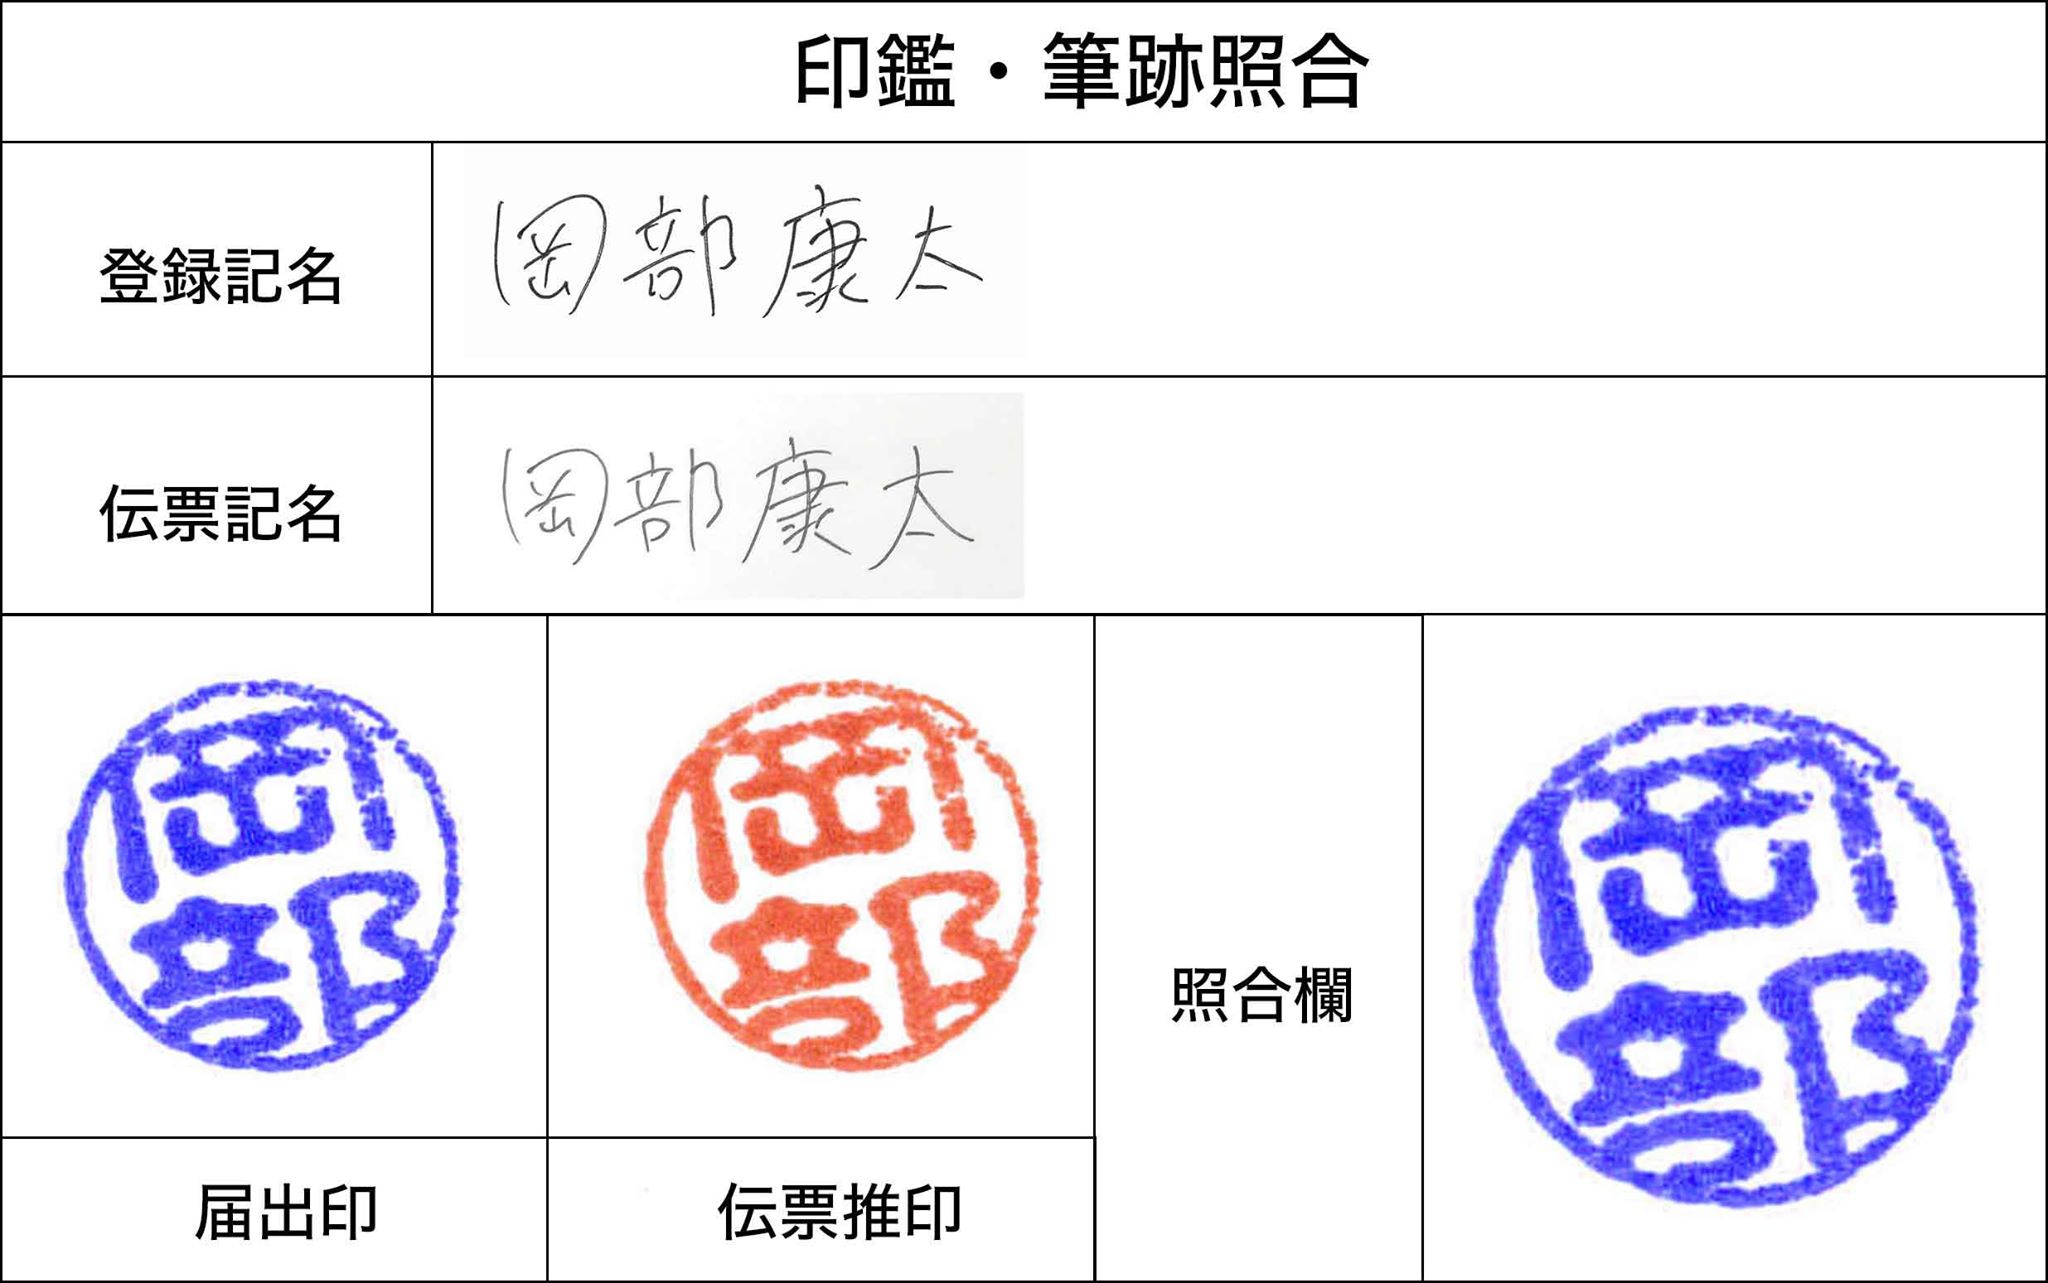 印鑑・筆跡照合
登録記名
岡部康太
伝票記名
岡部康太
岡部
岡部
照合欄
岡部
届出印
伝票推印